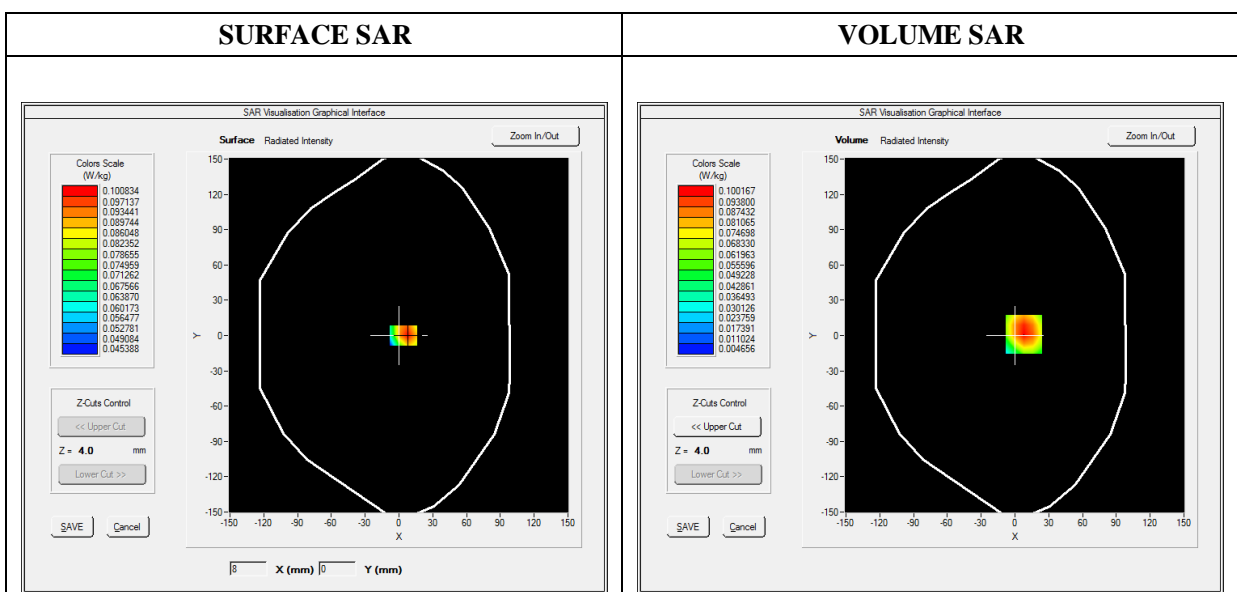 SURFACE SAR
SAR Visualisation Graphical Interface
Surface Radiated Intensity
Zoom In/Out
Colors Scale
(W/kg)
0.100834
0.097137
0.093441
0.089744
0.086048
0.082352
0.078655
0.074959
0.071262
0.067566
0.063870
0.060173
0.056477
0.052781
0.049084
0.045388
Z-Cuts Control
<< Upper Cut
Z = 4.0 mm
Lower Cut >>
SAVE Cancel
150
120
90
60
30
0
-30
-60
-90
-120
-150
Y
-150 -120 -90 -60 -30 0 30 60 90 120 150
X
8 X (mm) 0 Y (mm)
VOLUME SAR
SAR Visualisation Graphical Interface
Volume Radiated Intensity
Zoom In/Out
Colors Scale
(W/kg)
0.100167
0.093800
0.087432
0.081065
0.074698
0.068330
0.061963
0.055596
0.049228
0.042861
0.036493
0.030126
0.023759
0.017391
0.011024
0.004656
Z-Cuts Control
<< Upper Cut
Z = 4.0 mm
Lower Cut >>
SAVE Cancel
150
120
90
60
30
0
-30
-60
-90
-120
-150
Y
-150 -120 -90 -60 -30 0 30 60 90 120 150
X